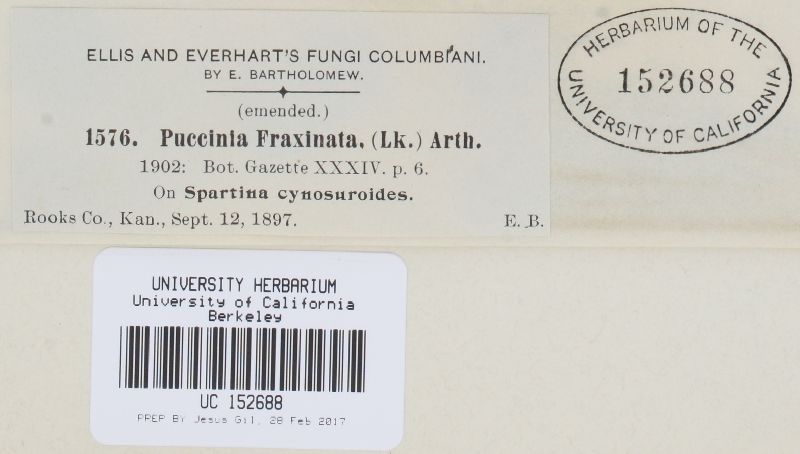 ELLIS AND EVERHART'S FUNGI COLUMBIANI.
BY E. BARTHOLOMEW.
(emended.)
1576. Puccinia Fraxinata, (Lk.) Arth.
1902: Bot. Gazette XXXIV. p. 6.
On Spartina cynosuroides.
Rooks Co., Kan., Sept. 12, 1897. E. B.
HERBARIUM OF THE
152688
UNIVERSITY OF CALIFORNIA
UNIVERSITY HERBARIUM
University of California
Berkeley
UC 152688
PREP BY Jesus Gil, 28 Feb 2017